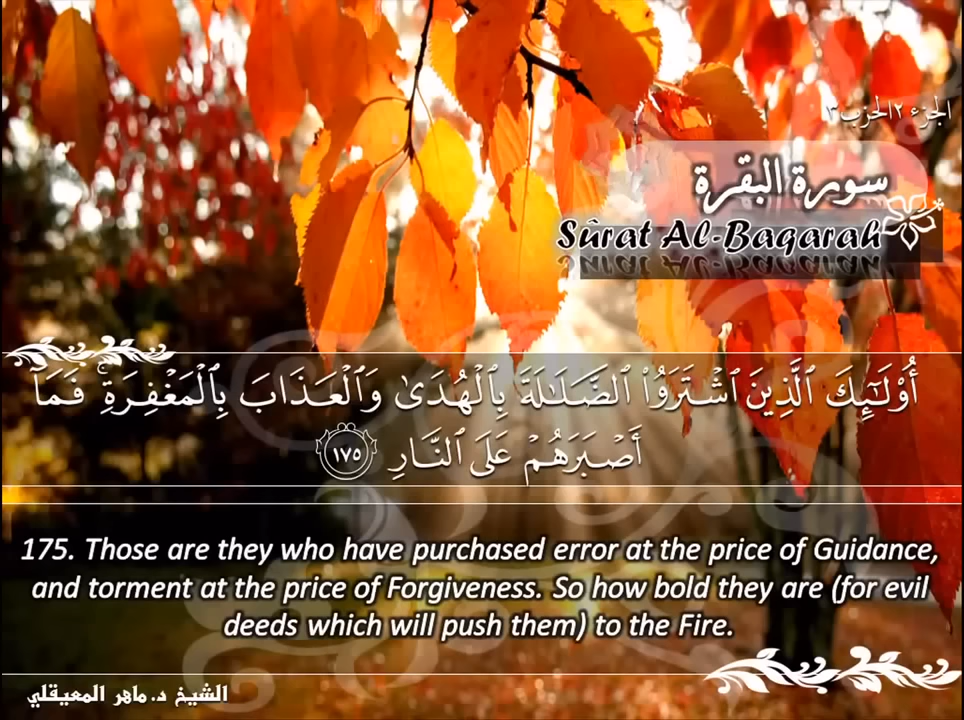 الجزء ٢ الحزب ٣
سورة البقرة
Sûrat Al-Baqarah
أُو۟لَـٰٓئِكَ ٱلَّذِينَ ٱشْتَرَوُا۟ ٱلضَّلَـٰلَةَ بِٱلْهُدَىٰ وَٱلْعَذَابَ بِٱلْمَغْفِرَةِ ۚ فَمَآ
أَصْبَرَهُمْ عَلَى ٱلنَّارِ ١٧٥
175. Those are they who have purchased error at the price of Guidance,
and torment at the price of Forgiveness. So how bold they are (for evil
deeds which will push them) to the Fire.
الشيخ د. ماهر المعيقلي